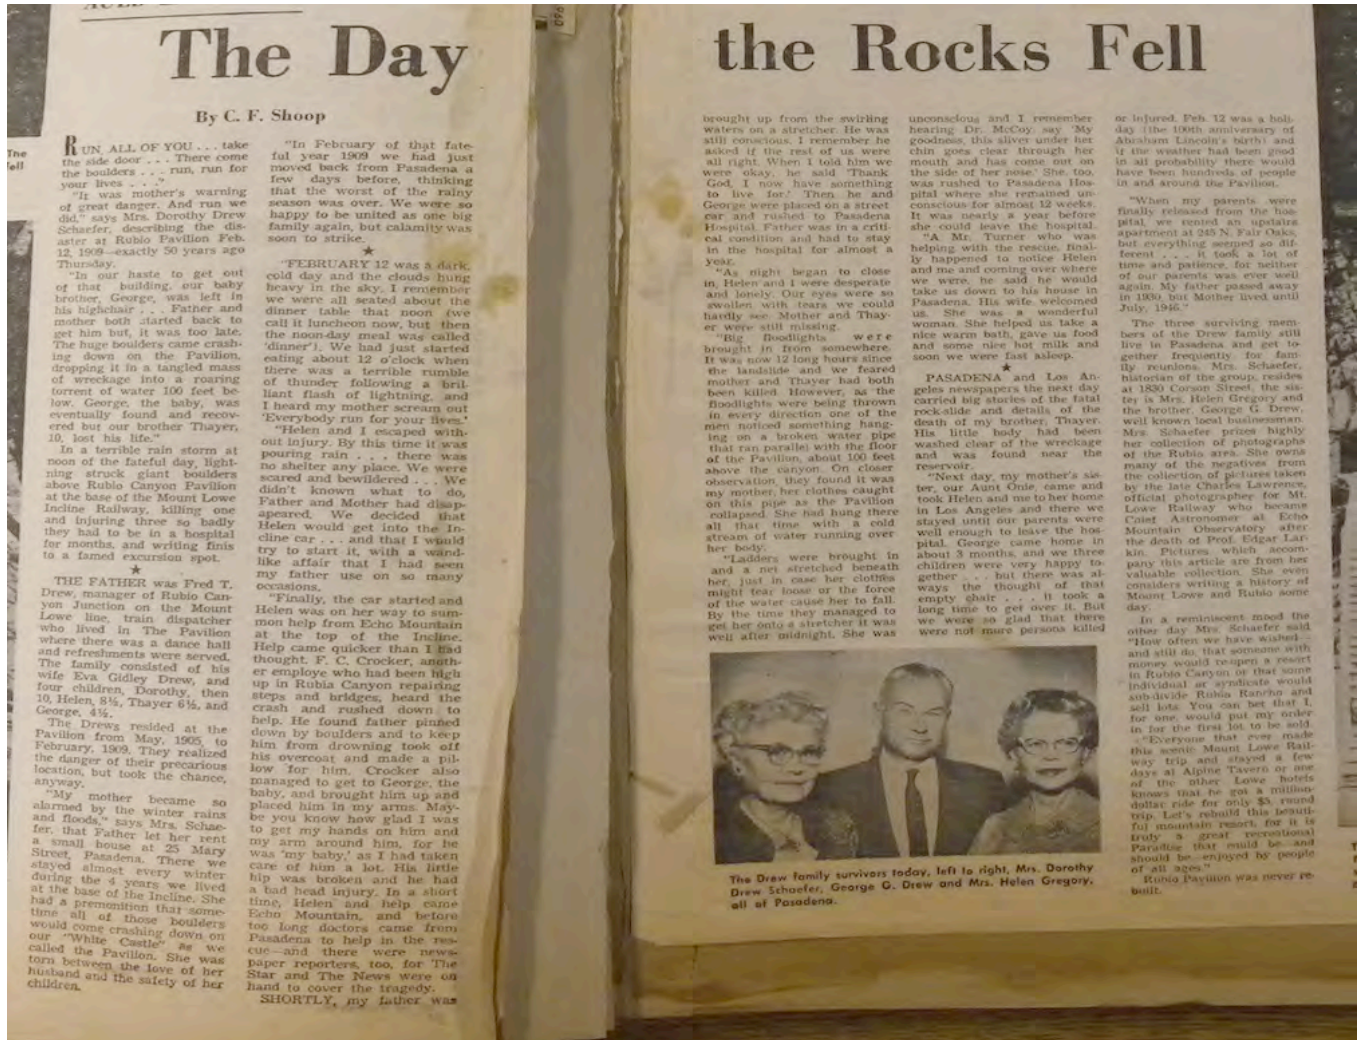 The Day
the Rocks Fell
By C. F. Shoop
The
fell
RUN, ALL OF YOU . . . take
the side door . . . There come
the boulders . . . run, run for
your lives . . ."
"It was mother's warning
of great danger. And run we
did," says Mrs. Dorothy Drew
Schaefer, describing the dis-
aster at Rubio Pavilion Feb.
12, 1909—exactly 50 years ago
Thursday.
"In our haste to get out
of that building, our baby
brother, George, was left in
his highchair . . . Father and
mother both started back to
get him but, it was too late.
The huge boulders came crash-
ing down on the Pavilion,
dropping it in a tangled mass
of wreckage into a roaring
torrent of water 100 feet be-
low. George, the baby, was
eventually found and recov-
ered but our brother Thayer,
10, lost his life."
In a terrible rain storm at
noon of the fateful day, light-
ning struck giant boulders
above Rubio Canyon Pavilion
at the base of the Mount Lowe
Incline Railway, killing one
and injuring three so badly
they had to be in a hospital
for months, and writing finis
to a famed excursion spot.
★
THE FATHER was Fred T.
Drew, manager of Rubio Can-
yon Junction on the Mount
Lowe line, train dispatcher
who lived in The Pavilion
where there was a dance hall
and refreshments were served.
The family consisted of his
wife Eva Gidley Drew, and
four children, Dorothy, then
10, Helen, 8½, Thayer 6½, and
George, 4½.
The Drews resided at the
Pavilion from May, 1905, to
February, 1909. They realized
the danger of their precarious
location, but took the chance,
anyway.
"My mother became so
alarmed by the winter rains
and floods," says Mrs. Schae-
fer, that Father let her rent
a small house at 25 Mary
Street, Pasadena. There we
stayed almost every winter
during the 4 years we lived
at the base of the Incline. She
had a premonition that some-
time all of those boulders
would come crashing down on
our "White Castle" as we
called the Pavilion. She was
torn between the love of her
husband and the safety of her
children.
"In February of that fate-
ful year 1909 we had just
moved back from Pasadena a
few days before, thinking
that the worst of the rainy
season was over. We were so
happy to be united as one big
family again, but calamity was
soon to strike.
★
"FEBRUARY 12 was a dark,
cold day and the clouds hung
heavy in the sky. I remember
we were all seated about the
dinner table that noon (we
call it luncheon now, but then
the noon-day meal was called
'dinner'). We had just started
eating about 12 o'clock when
there was a terrible rumble
of thunder following a bril-
liant flash of lightning, and
I heard my mother scream out
'Everybody run for your lives.'
"Helen and I escaped with-
out injury. By this time it was
pouring rain . . . there was
no shelter any place. We were
scared and bewildered . . . We
didn't known what to do,
Father and Mother had disap-
apeared. We decided that
Helen would get into the In-
cline car . . . and that I would
try to start it, with a wand-
like affair that I had seen
my father use on so many
occasions.
"Finally, the car started and
Helen was on her way to sum-
mon help from Echo Mountain
at the top of the Incline.
Help came quicker than I had
thought. F. C. Crocker, anoth-
er employe who had been high
up in Rubia Canyon repairing
steps and bridges, heard the
crash and rushed down to
help. He found father pinned
down by boulders and to keep
him from drowning took off
his overcoat and made a pil-
low for him. Crocker also
managed to get to George, the
baby, and brought him up and
placed him in my arms. May-
be you know how glad I was
to get my hands on him and
my arm around him, for he
was 'my baby,' as I had taken
care of him a lot. His little
hip was broken and he had
a bad head injury. In a short
time, Helen and help came
Echo Mountain, and before
too long doctors came from
Pasadena to help in the res-
cue—and there were news-
paper reporters, too, for The
Star and The News were on
hand to cover the tragedy.
SHORTLY, my father was
brought up from the swirling
waters on a stretcher. He was
still conscious. I remember he
asked if the rest of us were
all right. When I told him we
were okay, he said 'Thank
God, I now have something
to live for.' Then he and
George were placed on a street
car and rushed to Pasadena
Hospital. Father was in a criti-
cal condition and had to stay
in the hospital for almost a
year.
"As night began to close
in, Helen and I were desperate
and lonely. Our eyes were so
swollen with tears we could
hardly see. Mother and Thay-
er were still missing.
"Big floodlights were
brought in from somewhere.
It was now 12 long hours since
the landslide and we feared
mother and Thayer had both
been killed. However, as the
floodlights were being thrown
in every direction one of the
men noticed something hang-
ing on a broken water pipe
that ran parallel with the floor
of the Pavilion, about 100 feet
above the canyon. On closer
observation, they found it was
my mother, her clothes caught
on this pipe as the Pavilion
collapsed. She had hung there
all that time with a cold
stream of water running over
her body.
"Ladders were brought in
and a net stretched beneath
her, just in case her clothes
might tear loose or the force
of the water cause her to fall.
By the time they managed to
get her onto a stretcher it was
well after midnight. She was
unconscious and I remember
hearing Dr. McCoy say 'My
goodness, this sliver under her
chin goes clear through her
mouth and has come out on
the side of her nose.' She, too,
was rushed to Pasadena Hos-
pital where she remained un-
conscious for almost 12 weeks.
It was nearly a year before
she could leave the hospital.
"A Mr. Turner who was
helping with the rescue, final-
ly happened to notice Helen
and me and coming over where
we were, he said he would
take us down to his house in
Pasadena. His wife welcomed
us. She was a wonderful
woman. She helped us take a
nice warm bath, gave us food
and some nice hot milk and
soon we were fast asleep.
★
PASADENA and Los An-
geles newspapers the next day
carried big stories of the fatal
rock-slide and details of the
death of my brother, Thayer.
His little body had been
washed clear of the wreckage
and was found near the
reservoir.
"Next day, my mother's sis-
ter, our Aunt Onie, came and
took Helen and me to her home
in Los Angeles and there we
stayed until our parents were
well enough to leave the hos-
pital. George came home in
about 3 months, and we three
children were very happy to-
gether . . . but there was al-
ways the thought of that
empty chair . . . it took a
long time to get over it. But
we were so glad that there
were not more persons killed
or injured. Feb. 12 was a holi-
day (the 100th anniversary of
Abraham Lincoln's birth) and
if the weather had been good
in all probability there would
have been hundreds of people
in and around the Pavilion.
"When my parents were
finally released from the hos-
pital, we rented an upstairs
apartment at 245 N. Fair Oaks,
but everything seemed so dif-
ferent . . . it took a lot of
time and patience, for neither
of our parents was ever well
again. My father passed away
in 1930, but Mother lived until
July, 1946."
The three surviving mem-
bers of the Drew family still
live in Pasadena and get to-
gether frequently for fam-
ily reunions. Mrs. Schaefer,
historian of the group, resides
at 1830 Corson Street, the sis-
ter is Mrs. Helen Gregory and
the brother, George G. Drew,
well known local businessman.
Mrs. Schaefer prizes highly
her collection of photographs
of the Rubio area. She owns
many of the negatives from
the collection of pictures taken
by the late Charles Lawrence,
official photographer for Mt.
Lowe Railway who became
Chief Astronomer at Echo
Mountain Observatory after
the death of Prof. Edgar Lar-
kin. Pictures which accom-
pany this article are from her
valuable collection. She even
considers writing a history of
Mount Lowe and Rubio some
day.
In a reminiscent mood the
other day Mrs. Schaefer said
"How often we have wished—
and still do, that someone with
money would re-open a resort
in Rubio Canyon or that some
individual or syndicate would
sub-divide Rubia Rancho and
sell lots. You can bet that I,
for one, would put my order
in for the first lot to be sold.
"Everyone that ever made
this scenic Mount Lowe Rail-
way trip and stayed a few
days at Alpine Tavern or one
of the other Lowe hotels
knows that he got a million-
dollar ride for only $5, round
trip. Let's rebuild this beauti-
ful mountain resort, for it is
truly a great recreational
Paradise that could be and
should be enjoyed by people
of all ages."
Rubio Pavilion was never re-
built.
The Drew family survivors today, left to right, Mrs. Dorothy
Drew Schaefer, George G. Drew and Mrs. Helen Gregory,
all of Pasadena.